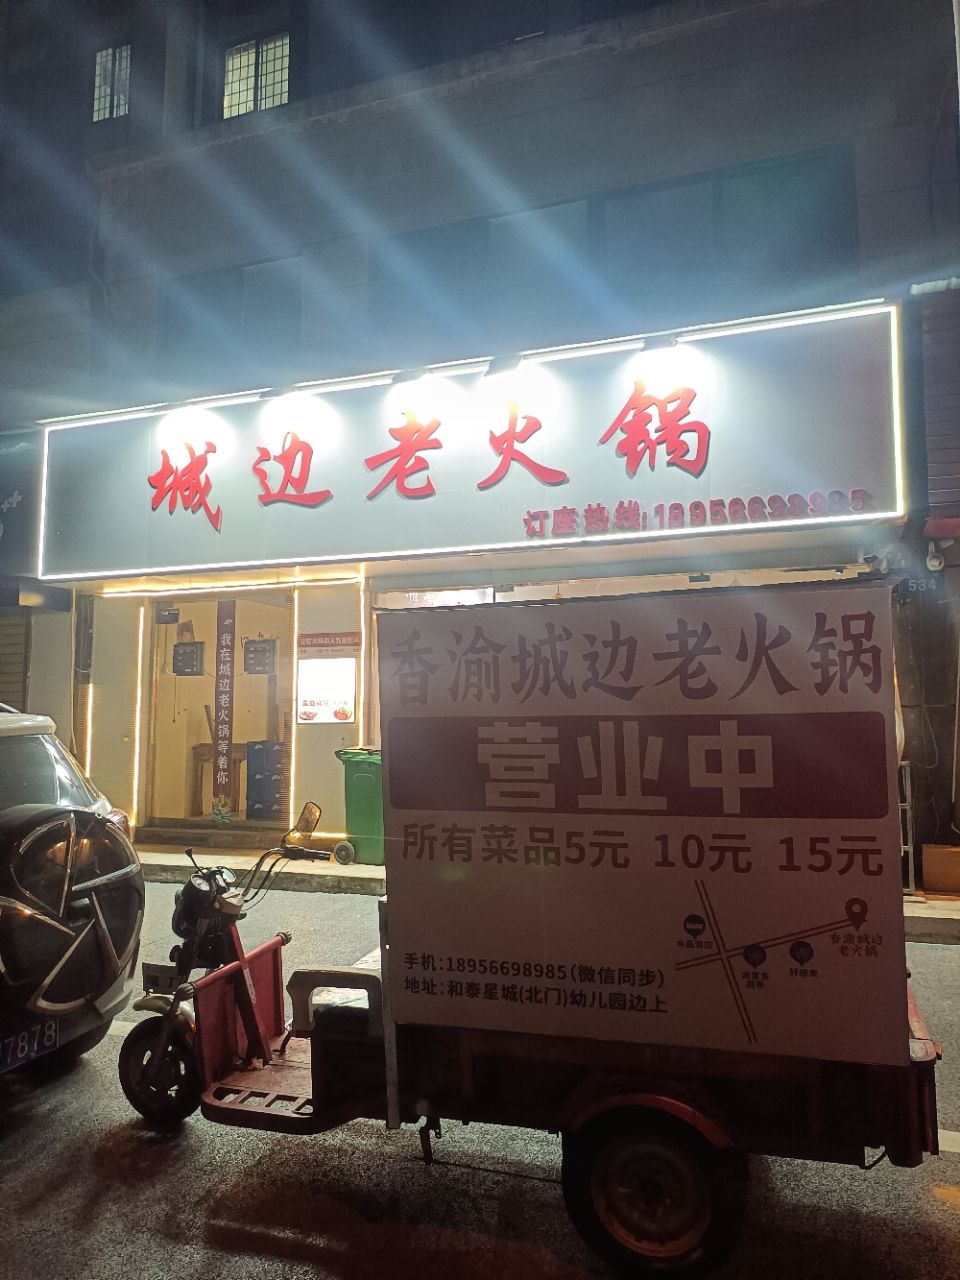 城边老火锅
订座热线:18956698985
534
我在城边老火锅等着你
香渝城边老火锅
营业中
所有菜品5元 10元 15元
手机:18956698985(微信同步)
地址:和泰星城(北门)幼儿园边上
香渝城边
老火锅
7878